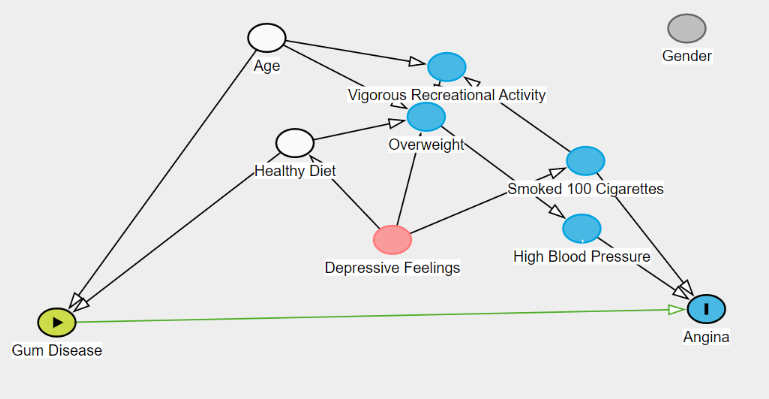 Gender
Age
Vigorous Recreational Activity
Overweight
Healthy Diet
Smoked 100 Cigarettes
High Blood Pressure
Depressive Feelings
Angina
Gum Disease